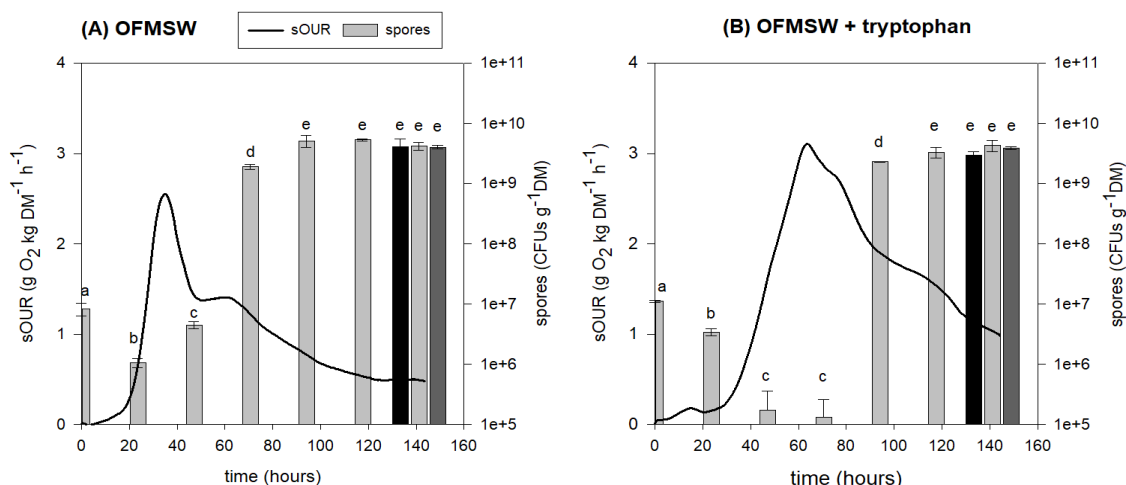 (A) OFMSW
sOUR spores
4
3
2
1
0
sOUR (g O2 kg DM-1 h-1)
1e+11
1e+10
1e+9
1e+8
1e+7
1e+6
1e+5
spores (CFUs g-1DM)
a
b
c
d
e
e
e
e
e
0 20 40 60 80 100 120 140 160
time (hours)
(B) OFMSW + tryptophan
4
3
2
1
0
sOUR (g O2 kg DM-1 h-1)
1e+11
1e+10
1e+9
1e+8
1e+7
1e+6
1e+5
spores (CFUs g-1DM)
a
b
c
c
d
e
e
e
e
0 20 40 60 80 100 120 140 160
time (hours)